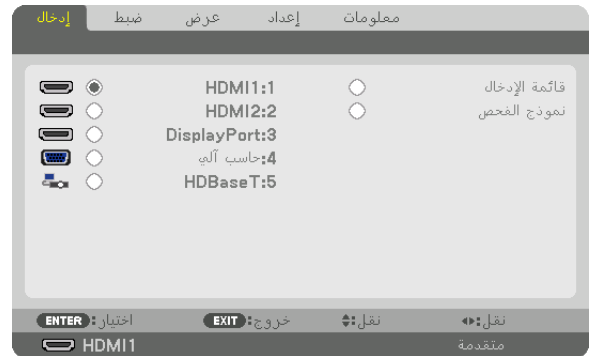 إدخال ضبط عرض إعداد معلومات
HDMI1:1 قائمة الإدخال
HDMI2:2 نموذج الفحص
DisplayPort:3
4:حاسب آلي
HDBaseT:5
ENTER:اختيار EXIT:خروج نقل: نقل:
HDMI1 متقدمة